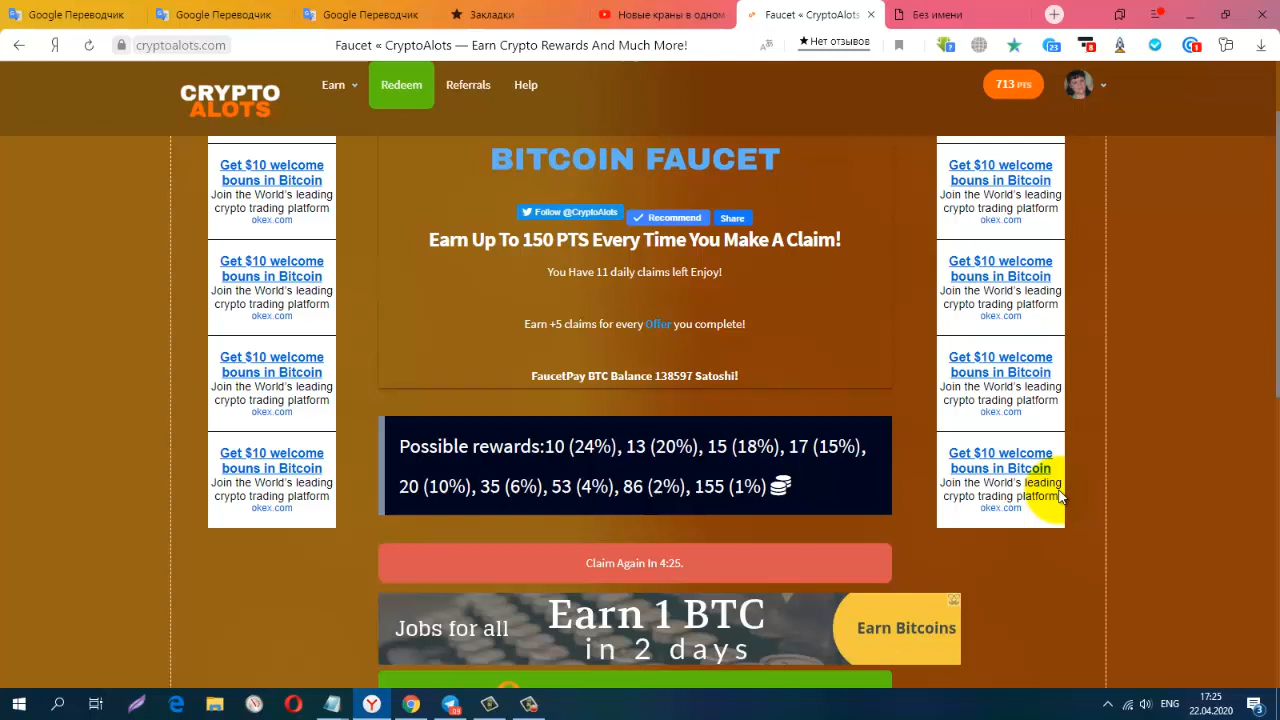 Google Переводчик
Google Переводчик
Google Переводчик
Закладки
Новые краны в одном
Faucet « CryptoAlots
Без имени
cryptoalots.com
Faucet « CryptoAlots — Earn Crypto Rewards And Much More!
Нет отзывов
CRYPTO
ALOTS
Earn
Redeem
Referrals
Help
713 PTS
BITCOIN FAUCET
Follow @CryptoAlots
Recommend
Share
Earn Up To 150 PTS Every Time You Make A Claim!
You Have 11 daily claims left Enjoy!
Earn +5 claims for every Offer you complete!
FaucetPay BTC Balance 138597 Satoshi!
Possible rewards:10 (24%), 13 (20%), 15 (18%), 17 (15%),
20 (10%), 35 (6%), 53 (4%), 86 (2%), 155 (1%)
Claim Again In 4:25.
Jobs for all
Earn 1 BTC
in 2 days
Earn Bitcoins
Get $10 welcome
bouns in Bitcoin
Join the World's leading
crypto trading platform
okex.com
Get $10 welcome
bouns in Bitcoin
Join the World's leading
crypto trading platform
okex.com
Get $10 welcome
bouns in Bitcoin
Join the World's leading
crypto trading platform
okex.com
Get $10 welcome
bouns in Bitcoin
Join the World's leading
crypto trading platform
okex.com
Get $10 welcome
bouns in Bitcoin
Join the World's leading
crypto trading platform
okex.com
Get $10 welcome
bouns in Bitcoin
Join the World's leading
crypto trading platform
okex.com
Get $10 welcome
bouns in Bitcoin
Join the World's leading
crypto trading platform
okex.com
Get $10 welcome
bouns in Bitcoin
Join the World's leading
crypto trading platform
okex.com
ENG
17:25
22.04.2020